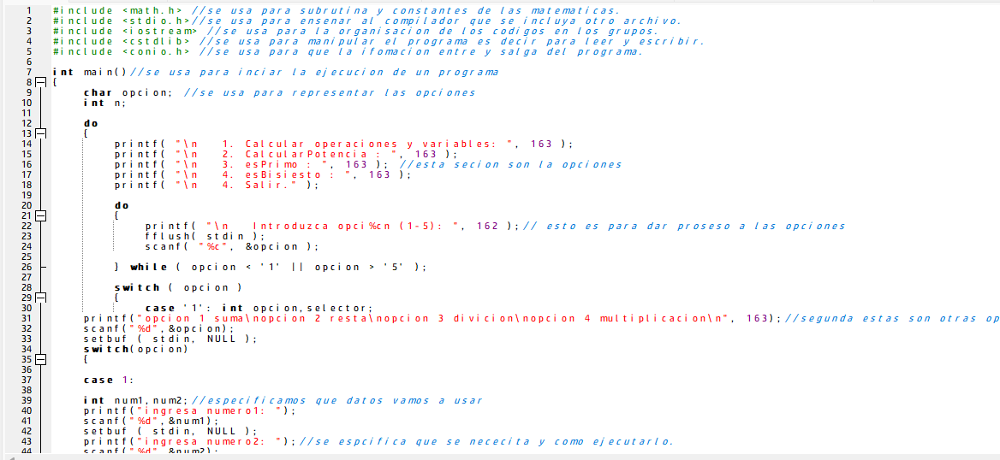 1 #include <math.h> //se usa para subrutina y constantes de las matematicas.
2 #include <stdio.h>//se usa para ensenar al compilador que se incluya otro archivo.
3 #include <iostream> //se usa para la organisacion de los codigos en los grupos.
4 #include <cstdlib> //se usa para manipular el programa es decir para leer y escribir.
5 #include <conio.h> //se usa para que la ifomacion entre y salga del programa.
6
7 int main()//se usa para inciar la ejecucion de un programa
8 {
9 char opcion; //se usa para representar las opciones
10 int n;
11
12 do
13 {
14 printf( "\n   1. Calcular operaciones y variables: ", 163 );
15 printf( "\n   2. CalcularPotencia : ", 163 );
16 printf( "\n   3. esPrimo : ", 163 ); //esta secion son la opciones
17 printf( "\n   4. esBisiesto : ", 163 );
18 printf( "\n   4. Salir." );
19
20 do
21 {
22 printf( "\n   Introduzca opci%cn (1-5): ", 162 );// esto es para dar proseso a las opciones
23 fflush( stdin );
24 scanf( "%c", &opcion );
25
26 } while ( opcion < '1' || opcion > '5' );
27
28 switch ( opcion )
29 {
30 case '1': int opcion,selector;
31 printf("opcion 1 suma\nopcion 2 resta\nopcion 3 divicion\nopcion 4 multiplicacion\n", 163);//segunda estas son otras op
32 scanf("%d",&opcion);
33 setbuf ( stdin, NULL );
34 switch(opcion)
35 {
36
37 case 1:
38
39 int num1,num2;//especificamos que datos vamos a usar
40 printf("ingresa numero1: ");
41 scanf("%d",&num1);
42 setbuf ( stdin, NULL );
43 printf("ingresa numero2: ");//se espcifica que se nececita y como ejecutarlo.
44 scanf("%d",&num2);